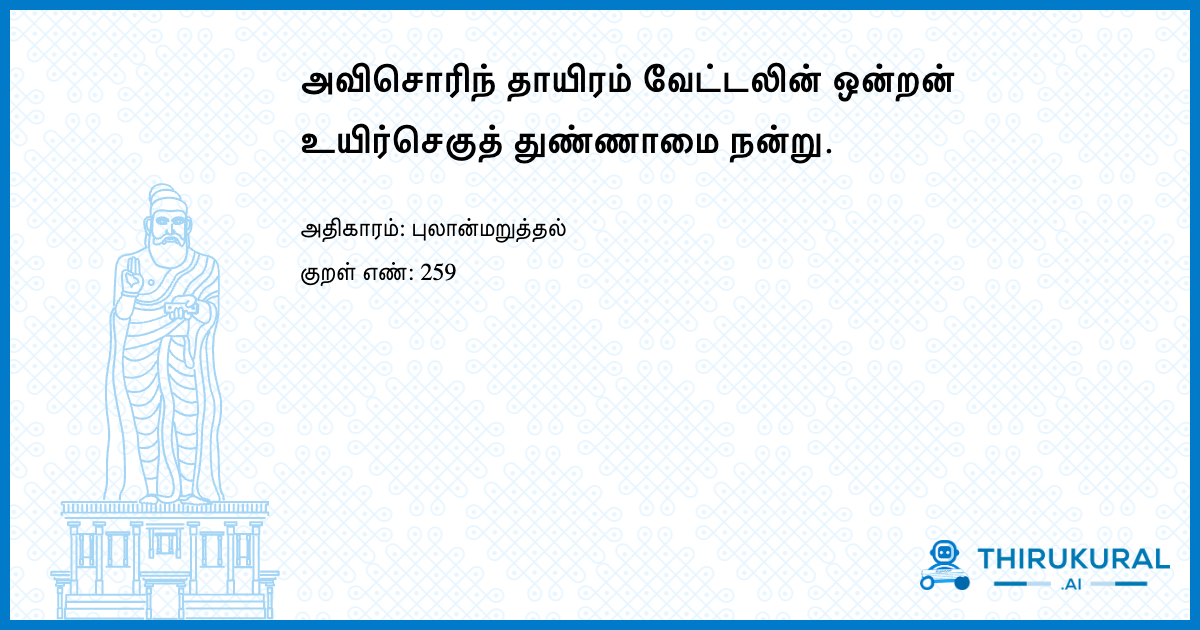 அவிசொரிந் தாயிரம் வேட்டலின் ஒன்றன்
உயிர்செகுத் துண்ணாமை நன்று.
அதிகாரம்: புலான்மறுத்தல்
குறள் எண்: 259
THIRUKURAL
.AI